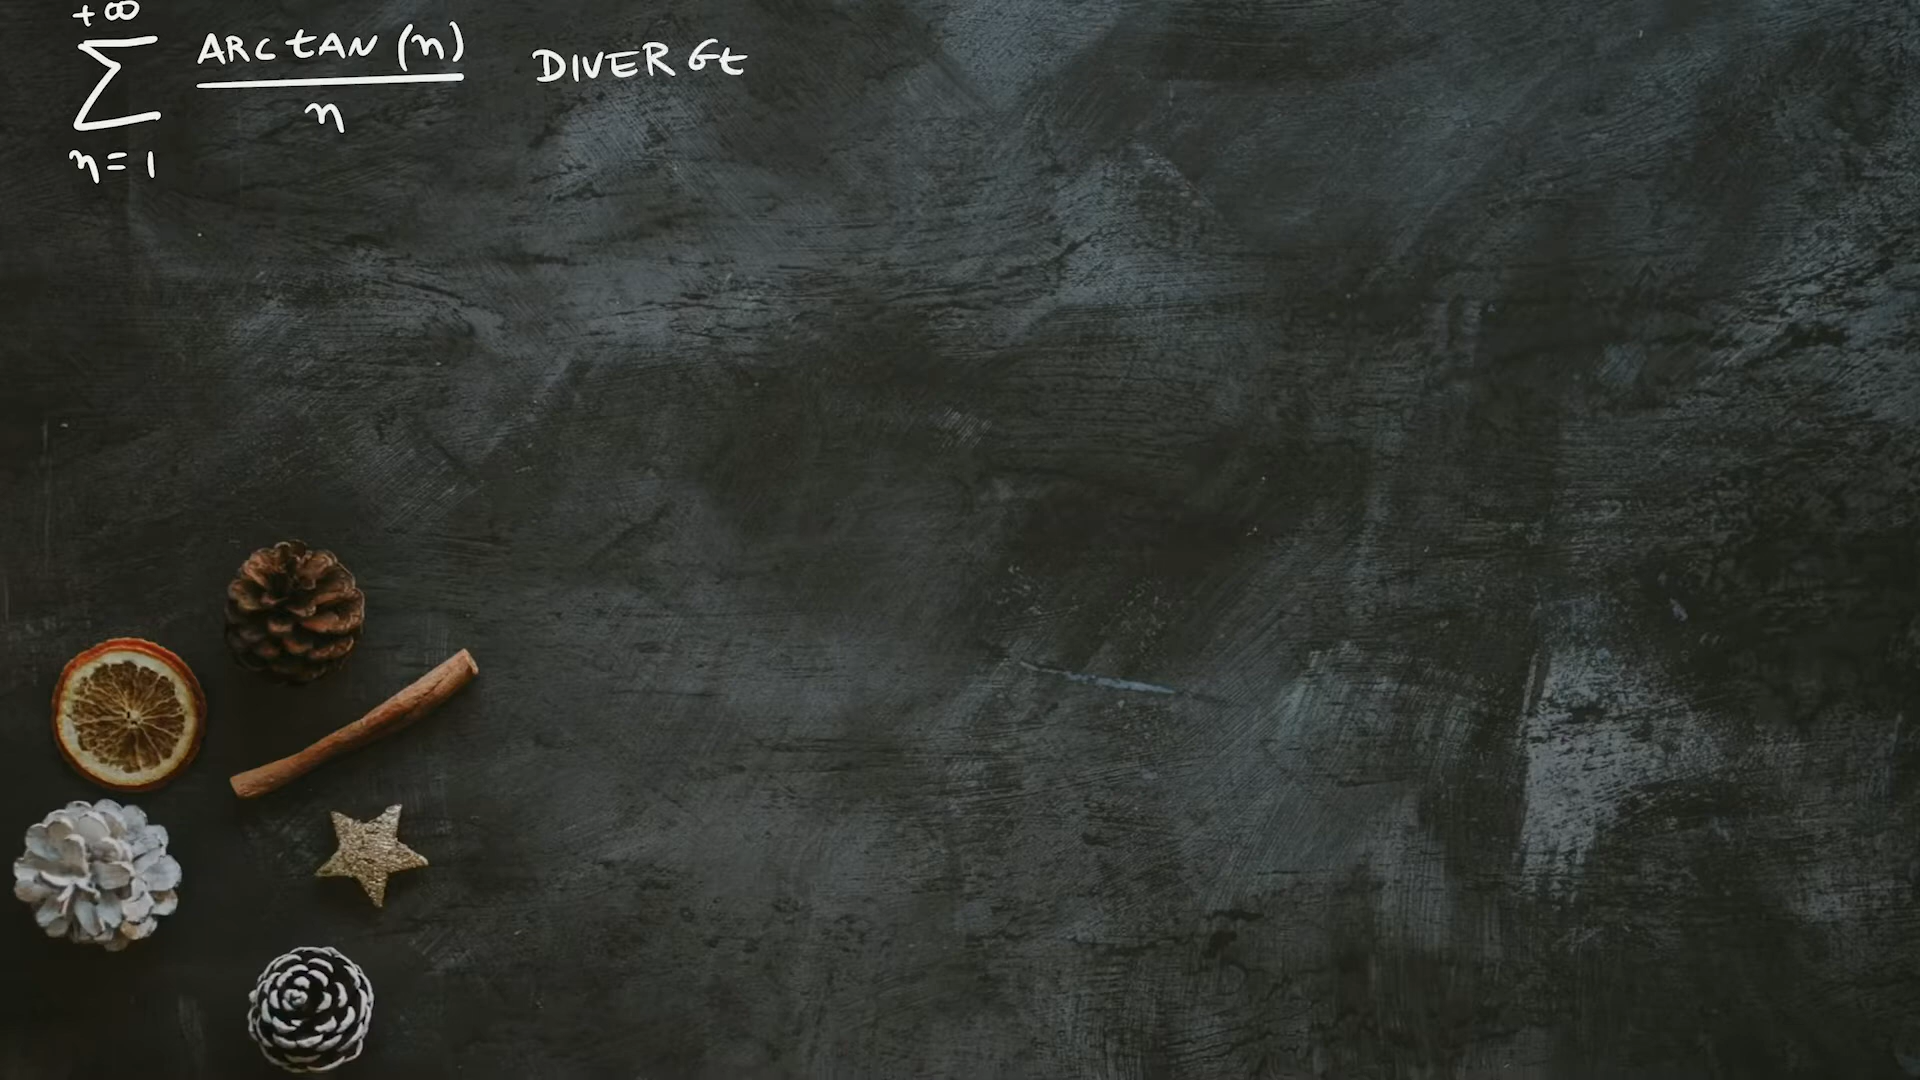 +∞
∑ ARCTAN (n) / n DIVERGE
n = 1